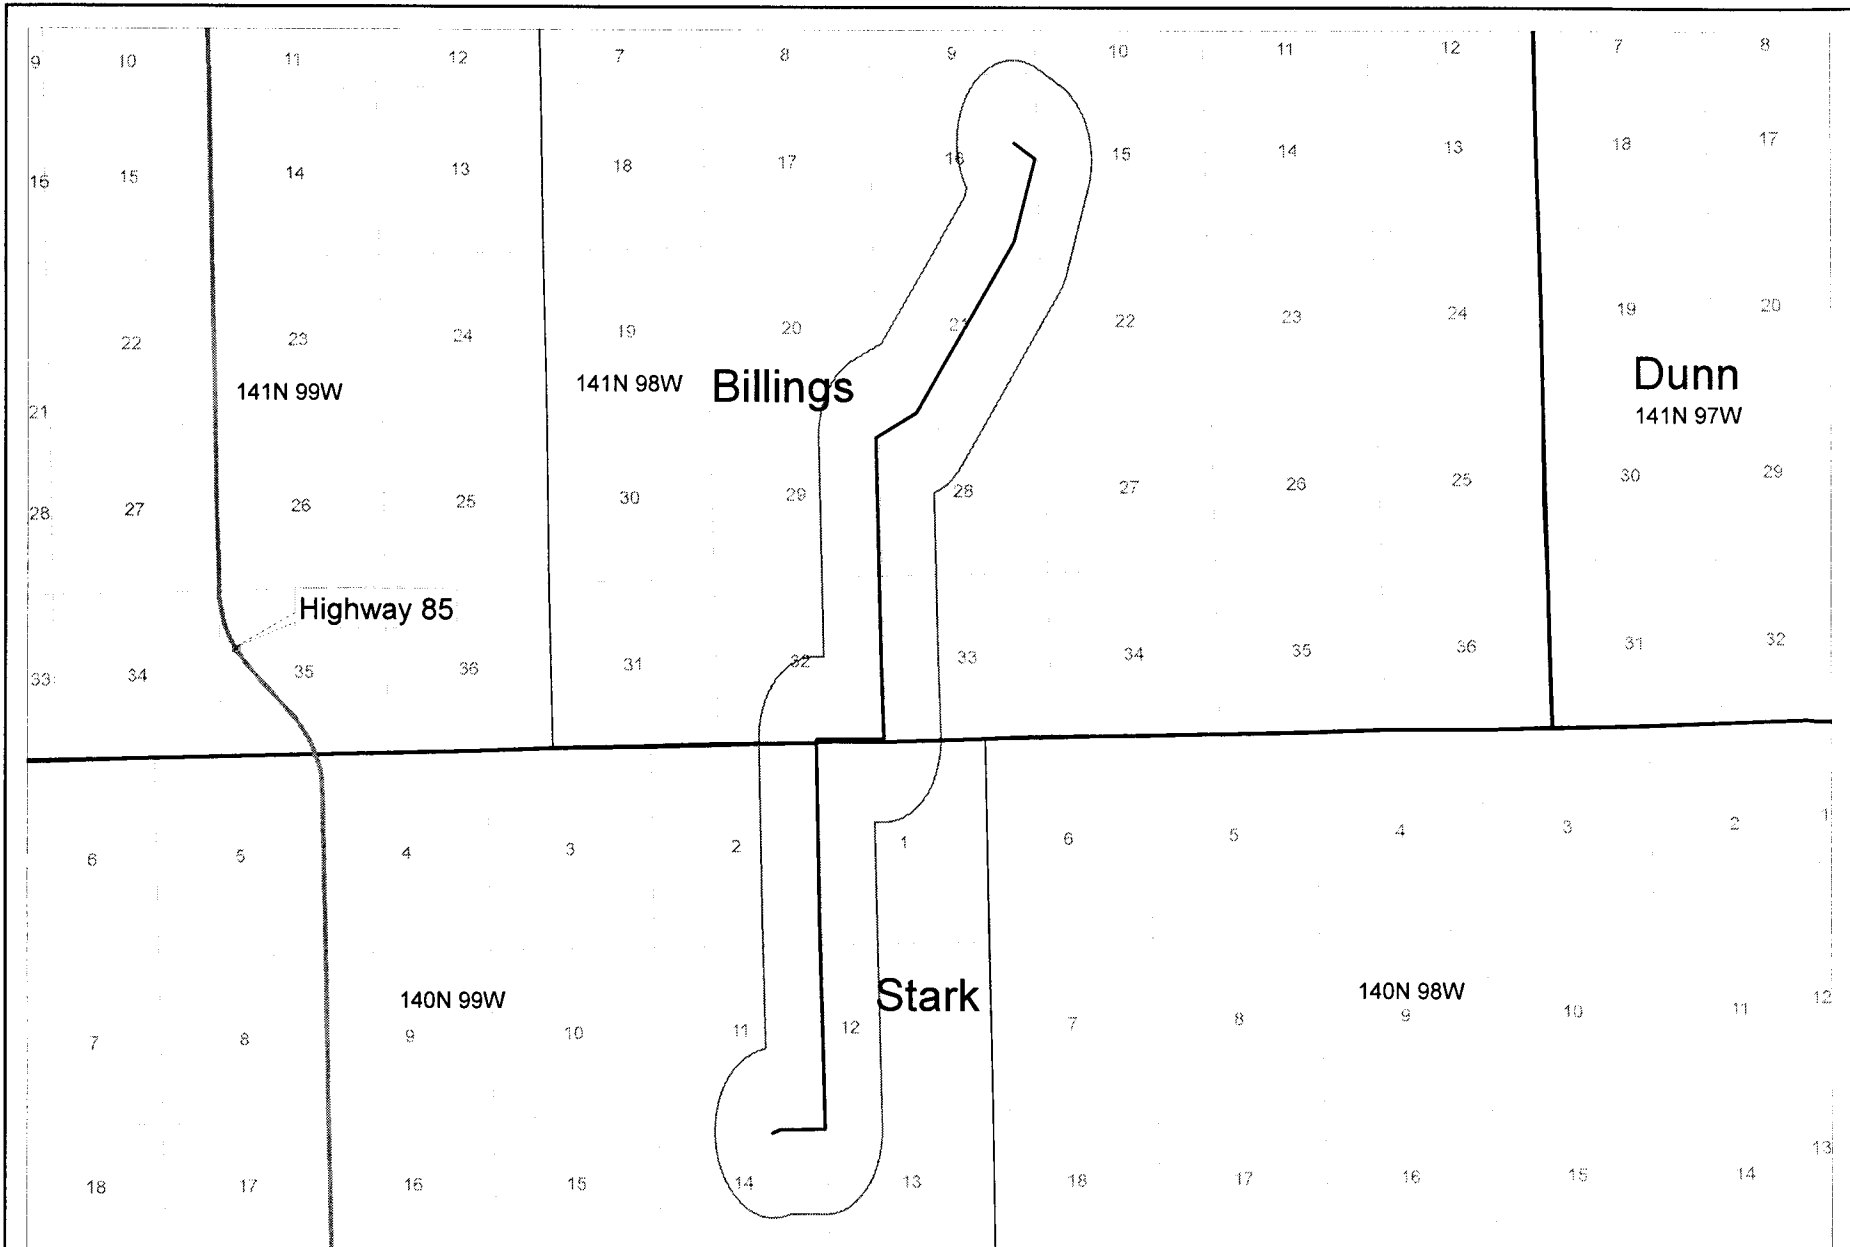 9 10 11 12 7 8 9 10 11 12 7 8
15 14 13 18 17 16 15 14 13 18 17
22 23 24 19 20 21 22 23 24 19 20
141N 99W 141N 98W Billings Dunn
21 141N 97W
28 27 26 25 30 29 28 27 26 25 30 29
Highway 85
33 34 35 36 31 32 33 34 35 36 31 32
6 5 4 3 2 1 6 5 4 3 2 1
140N 99W Stark 140N 98W
7 8 9 10 11 12 7 8 9 10 11 12
18 17 16 15 14 13 18 17 16 15 14 13